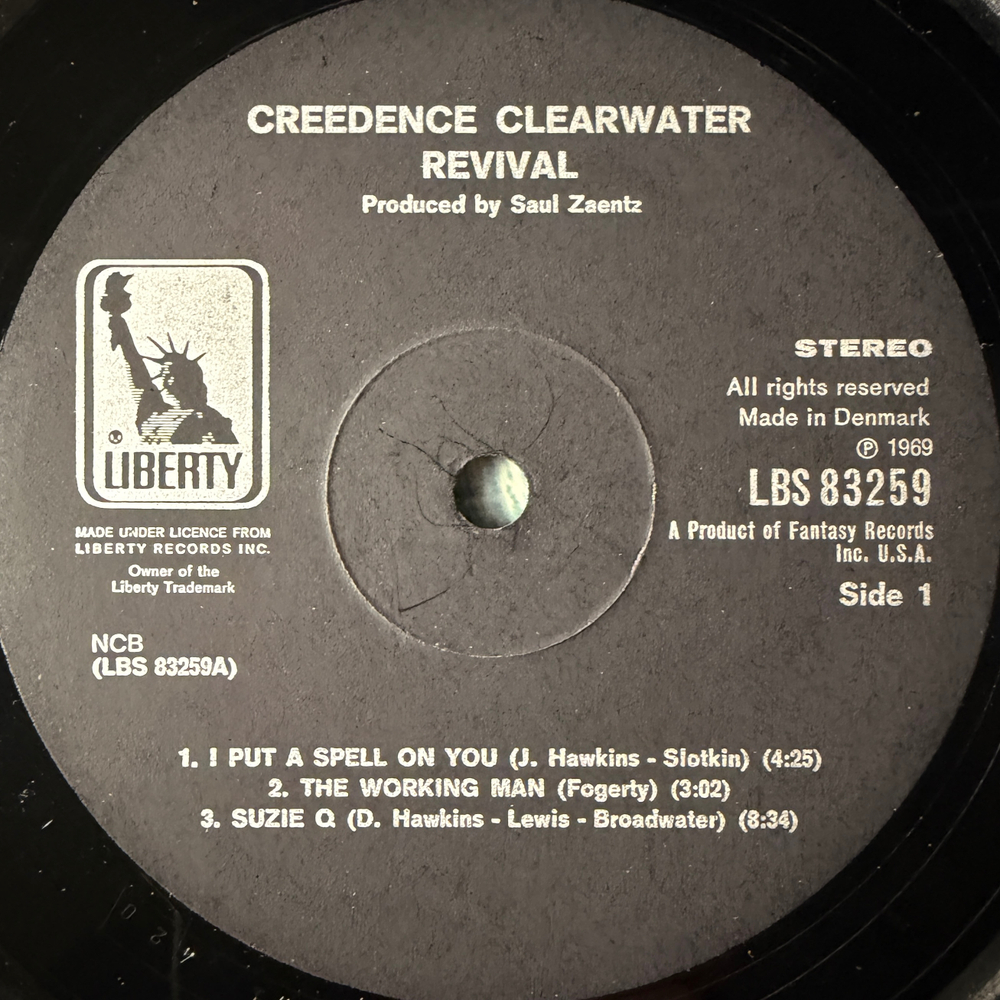 CREEDENCE CLEARWATER
REVIVAL
Produced by Saul Zaentz
LIBERTY
MADE UNDER LICENCE FROM
LIBERTY RECORDS INC.
Owner of the
Liberty Trademark
NCB
(LBS 83259A)
STEREO
All rights reserved
Made in Denmark
Ⓟ 1969
LBS 83259
A Product of Fantasy Records
Inc. U.S.A.
Side 1
1. I PUT A SPELL ON YOU (J. Hawkins - Slotkin) (4:25)
2. THE WORKING MAN (Fogerty) (3:02)
3. SUZIE Q (D. Hawkins - Lewis - Broadwater) (8:34)